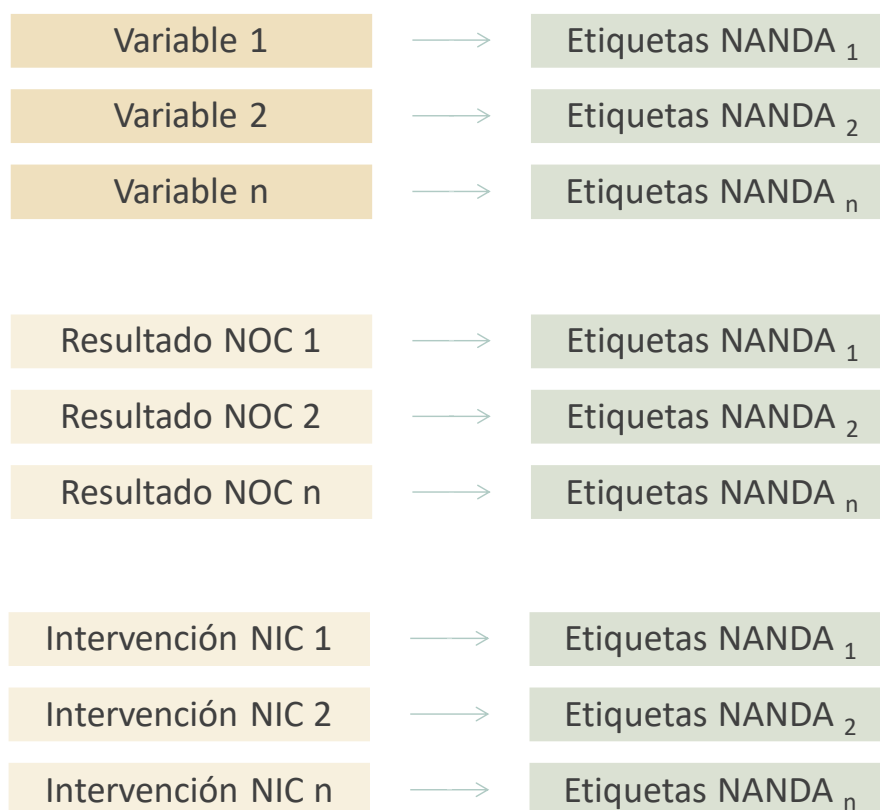 Variable 1 Etiquetas NANDA 1
Variable 2 Etiquetas NANDA 2
Variable n Etiquetas NANDA n
Resultado NOC 1 Etiquetas NANDA 1
Resultado NOC 2 Etiquetas NANDA 2
Resultado NOC n Etiquetas NANDA n
Intervención NIC 1 Etiquetas NANDA 1
Intervención NIC 2 Etiquetas NANDA 2
Intervención NIC n Etiquetas NANDA n